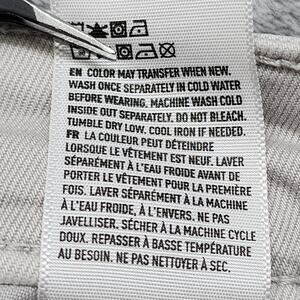 EN COLOR MAY TRANSFER WHEN NEW.
WASH ONCE SEPARATELY IN COLD WATER
BEFORE WEARING. MACHINE WASH COLD
INSIDE OUT SEPARATELY. DO NOT BLEACH.
TUMBLE DRY LOW. COOL IRON IF NEEDED.
FR LA COULEUR PEUT DÉTEINDRE
LORSQUE LE VÊTEMENT EST NEUF. LAVER
SÉPARÉMENT À L'EAU FROIDE AVANT DE
PORTER LE VÊTEMENT POUR LA PREMIÈRE
FOIS. LAVER SÉPARÉMENT À LA MACHINE
À L'EAU FROIDE, À L'ENVERS. NE PAS
JAVELLISER. SÉCHER À LA MACHINE CYCLE
DOUX. REPASSER À BASSE TEMPÉRATURE
AU BESOIN. NE PAS NETTOYER À SEC.